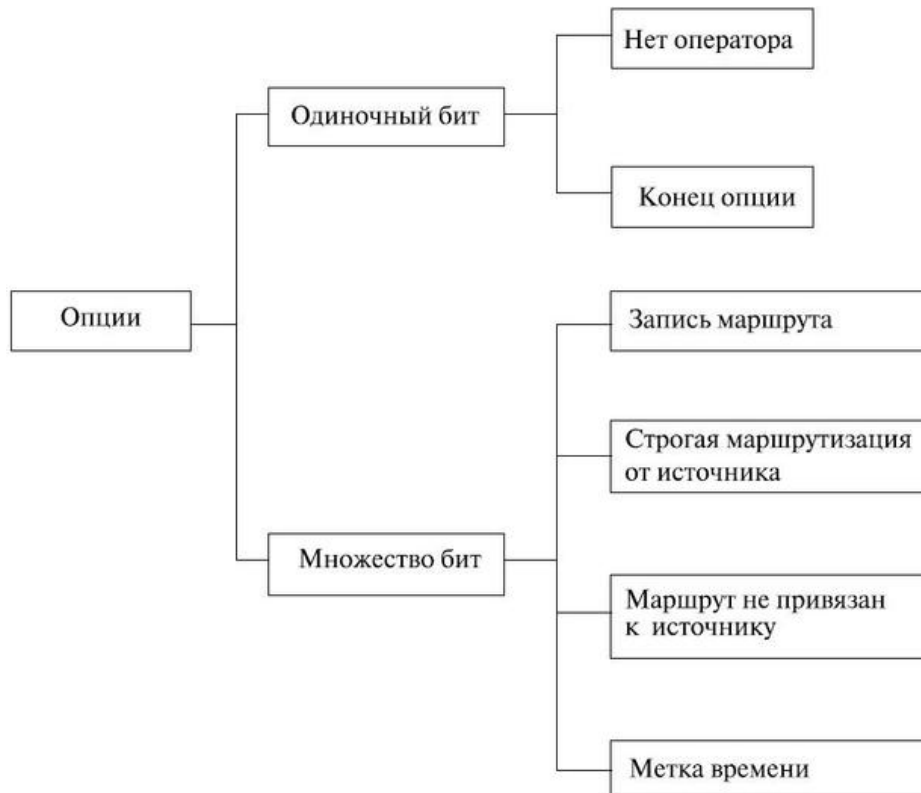 Нет оператора
Одиночный бит
Конец опции
Опции
Запись маршрута
Строгая маршрутизация
от источника
Множество бит
Маршрут не привязан
к источнику
Метка времени